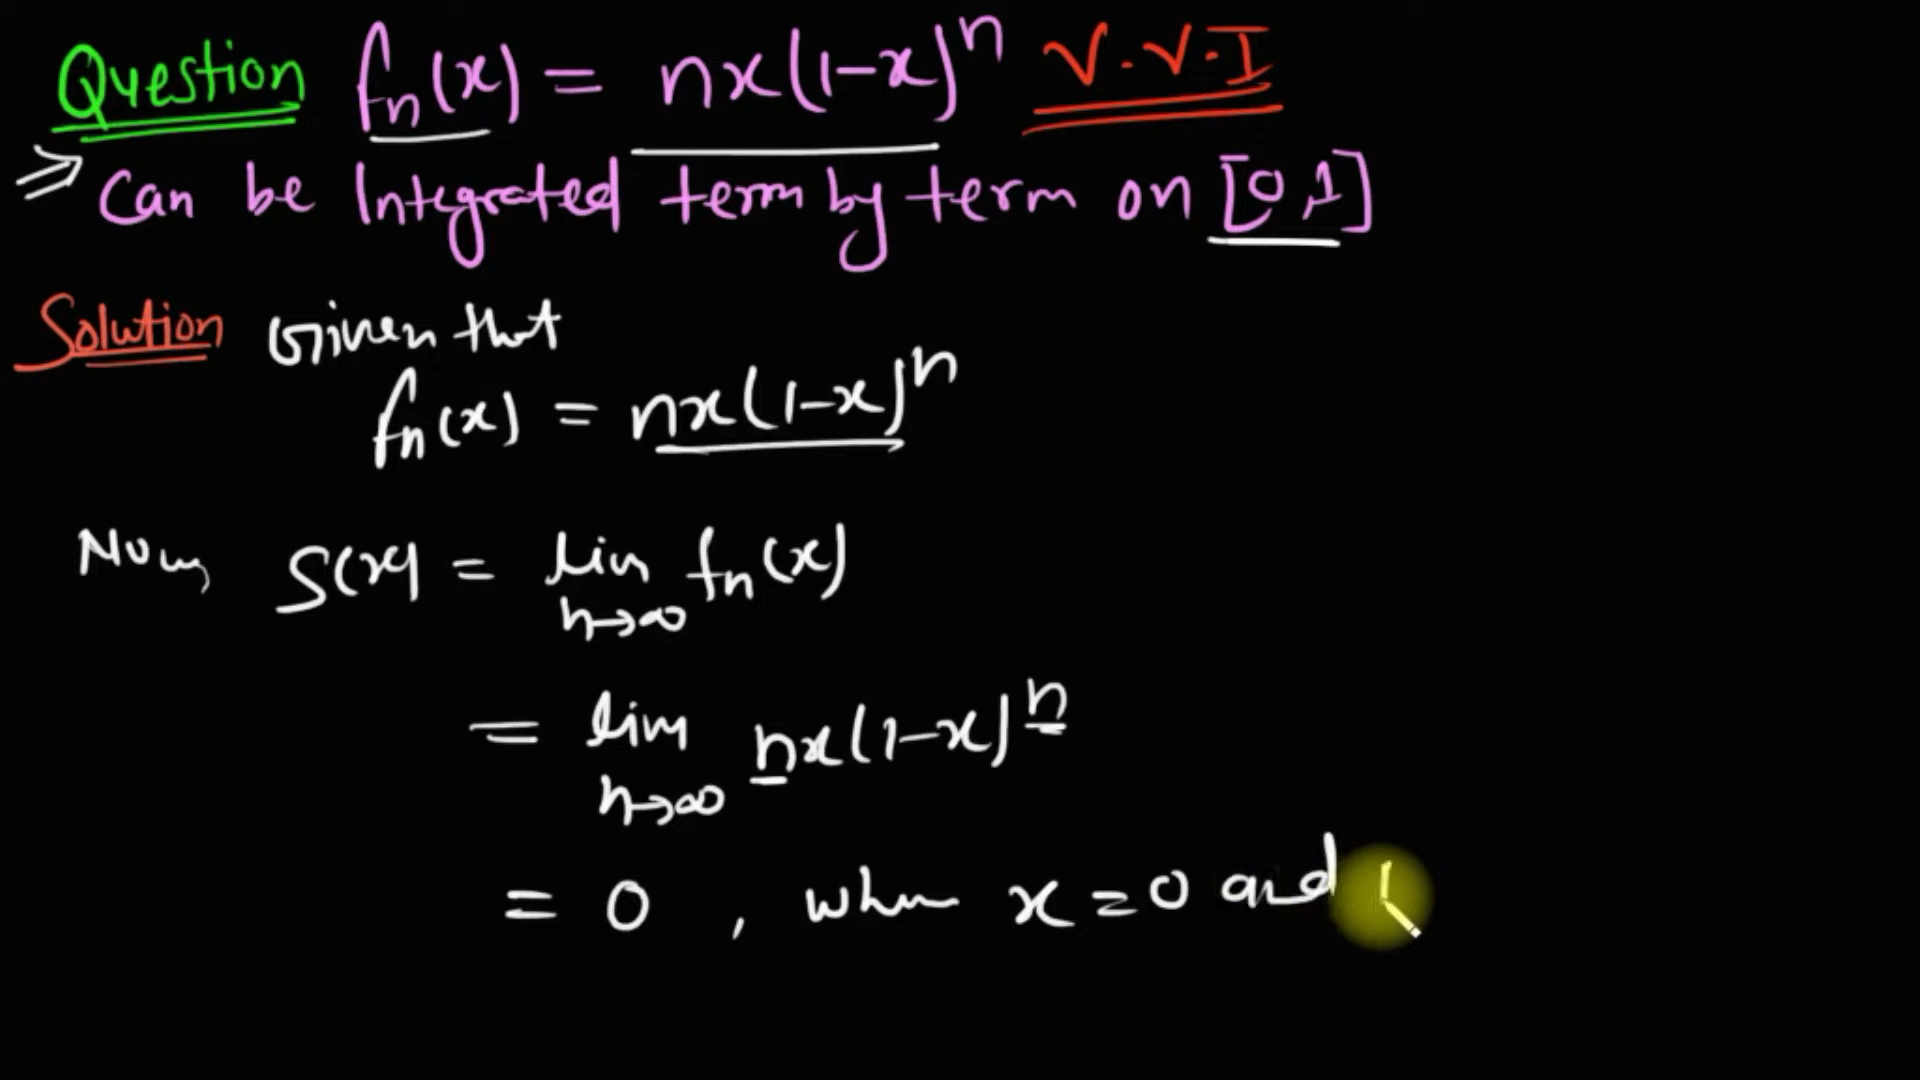 Question fn(x) = nx(1-x)^n V.V.I
⇒ Can be Integrated term by term on [0,1]
Solution Given that
fn(x) = nx(1-x)^n
Now S(x) = lim n→∞ fn(x)
= lim n→∞ nx(1-x)^n
= 0 , when x = 0 and 1